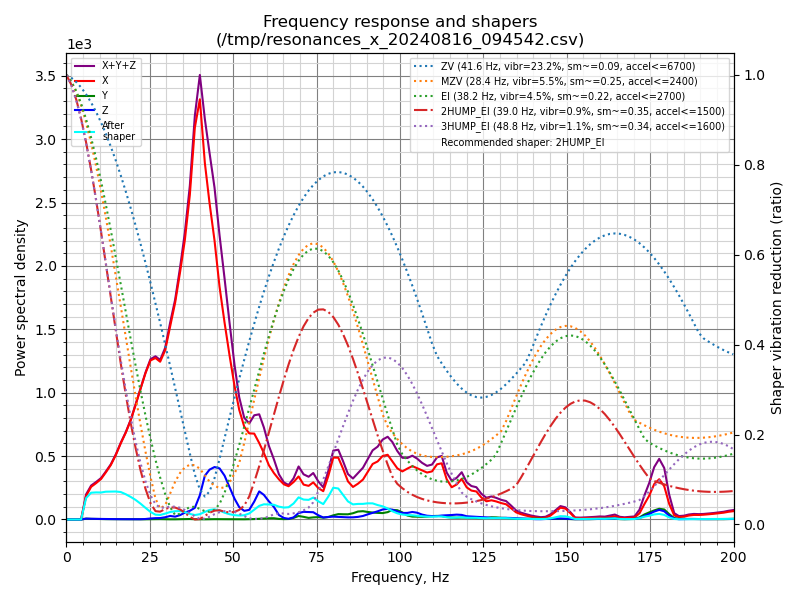 Frequency response and shapers
(/tmp/resonances_x_20240816_094542.csv)
1e3
X+Y+Z
X
Y
Z
After
shaper
ZV (41.6 Hz, vibr=23.2%, sm~=0.09, accel<=6700)
MZV (28.4 Hz, vibr=5.5%, sm~=0.25, accel<=2400)
EI (38.2 Hz, vibr=4.5%, sm~=0.22, accel<=2700)
2HUMP_EI (39.0 Hz, vibr=0.9%, sm~=0.35, accel<=1500)
3HUMP_EI (48.8 Hz, vibr=1.1%, sm~=0.34, accel<=1600)
Recommended shaper: 2HUMP_EI
Power spectral density
3.5
3.0
2.5
2.0
1.5
1.0
0.5
0.0
1.0
0.8
0.6
0.4
0.2
0.0
Shaper vibration reduction (ratio)
0 25 50 75 100 125 150 175 200
Frequency, Hz